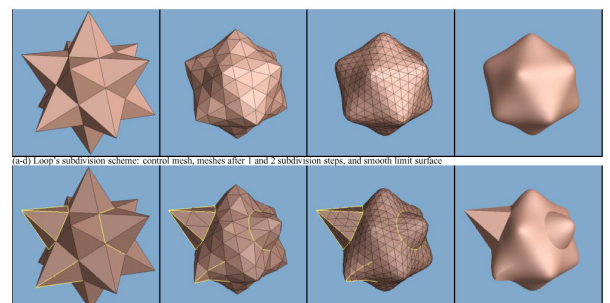 (a-d) Loop's subdivision scheme: control mesh, meshes after 1 and 2 subdivision steps, and smooth limit surface